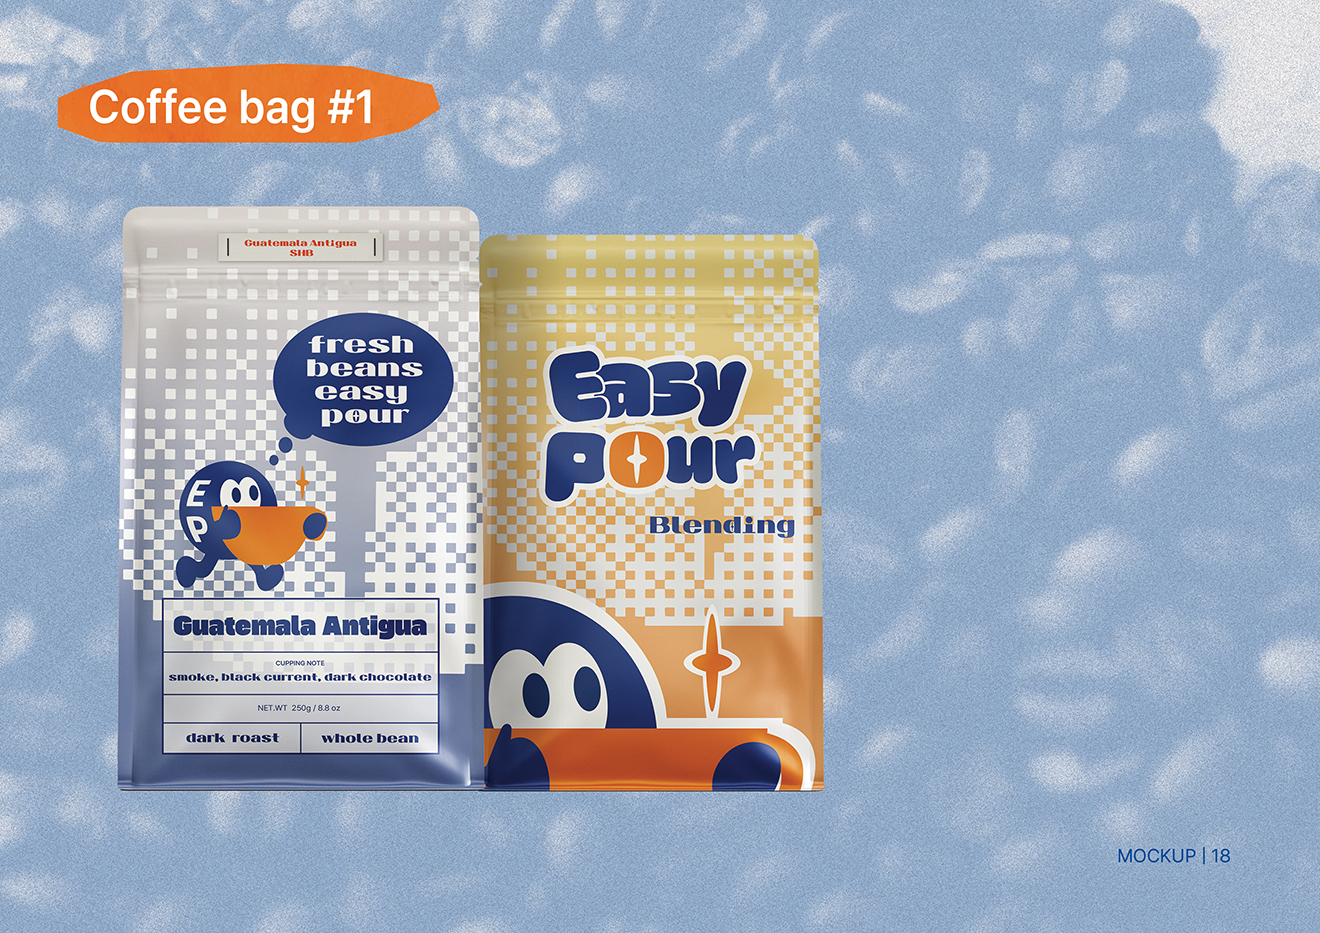 Coffee bag #1
Guatemala Antigua
SHB
fresh
beans
easy
pour
EP
Guatemala Antigua
CUPPING NOTE
smoke, black current, dark chocolate
NET.WT 250g / 8.8 oz
dark roast
whole bean
Easy
pour
Blending
MOCKUP | 18